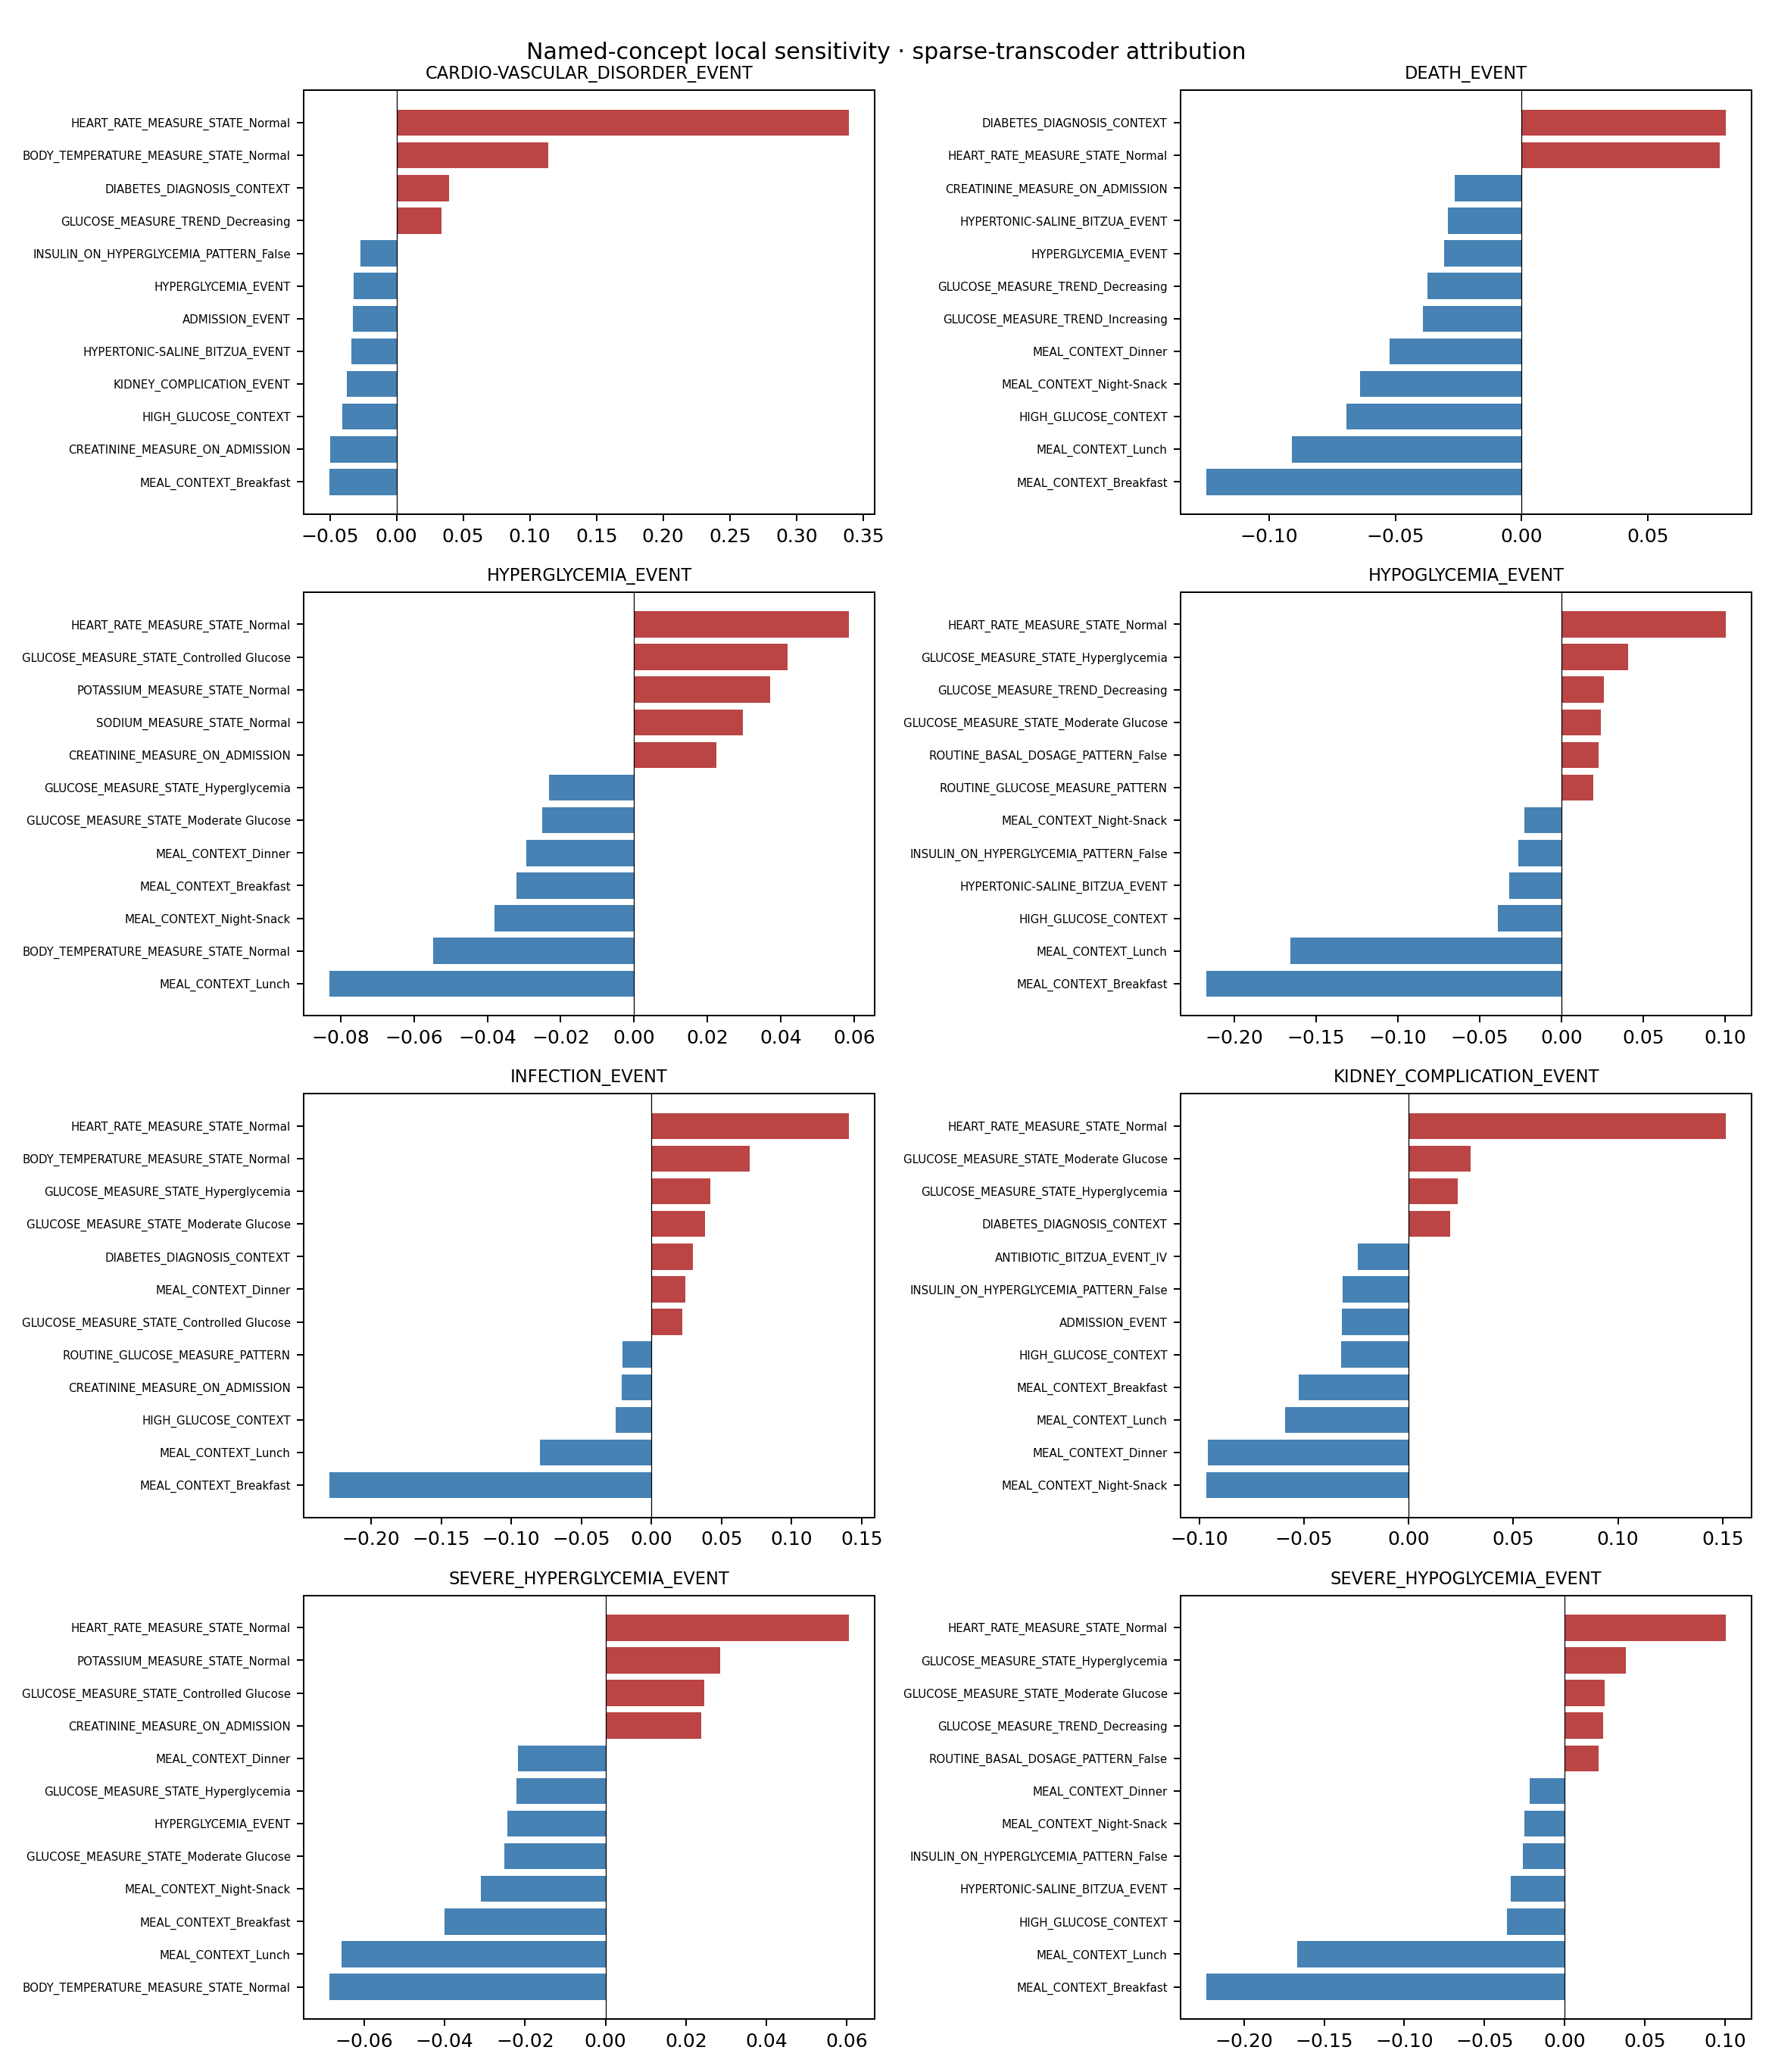 Named-concept local sensitivity · sparse-transcoder attribution
CARDIO-VASCULAR_DISORDER_EVENT
HEART_RATE_MEASURE_STATE_Normal
BODY_TEMPERATURE_MEASURE_STATE_Normal
DIABETES_DIAGNOSIS_CONTEXT
GLUCOSE_MEASURE_TREND_Decreasing
INSULIN_ON_HYPERGLYCEMIA_PATTERN_False
HYPERGLYCEMIA_EVENT
ADMISSION_EVENT
HYPERTONIC-SALINE_BITZUA_EVENT
KIDNEY_COMPLICATION_EVENT
HIGH_GLUCOSE_CONTEXT
CREATININE_MEASURE_ON_ADMISSION
MEAL_CONTEXT_Breakfast
−0.05 0.00 0.05 0.10 0.15 0.20 0.25 0.30 0.35
DEATH_EVENT
DIABETES_DIAGNOSIS_CONTEXT
HEART_RATE_MEASURE_STATE_Normal
CREATININE_MEASURE_ON_ADMISSION
HYPERTONIC-SALINE_BITZUA_EVENT
HYPERGLYCEMIA_EVENT
GLUCOSE_MEASURE_TREND_Decreasing
GLUCOSE_MEASURE_TREND_Increasing
MEAL_CONTEXT_Dinner
MEAL_CONTEXT_Night-Snack
HIGH_GLUCOSE_CONTEXT
MEAL_CONTEXT_Lunch
MEAL_CONTEXT_Breakfast
−0.10 −0.05 0.00 0.05
HYPERGLYCEMIA_EVENT
HEART_RATE_MEASURE_STATE_Normal
GLUCOSE_MEASURE_STATE_Controlled Glucose
POTASSIUM_MEASURE_STATE_Normal
SODIUM_MEASURE_STATE_Normal
CREATININE_MEASURE_ON_ADMISSION
GLUCOSE_MEASURE_STATE_Hyperglycemia
GLUCOSE_MEASURE_STATE_Moderate Glucose
MEAL_CONTEXT_Dinner
MEAL_CONTEXT_Breakfast
MEAL_CONTEXT_Night-Snack
BODY_TEMPERATURE_MEASURE_STATE_Normal
MEAL_CONTEXT_Lunch
−0.08 −0.06 −0.04 −0.02 0.00 0.02 0.04 0.06
HYPOGLYCEMIA_EVENT
HEART_RATE_MEASURE_STATE_Normal
GLUCOSE_MEASURE_STATE_Hyperglycemia
GLUCOSE_MEASURE_TREND_Decreasing
GLUCOSE_MEASURE_STATE_Moderate Glucose
ROUTINE_BASAL_DOSAGE_PATTERN_False
ROUTINE_GLUCOSE_MEASURE_PATTERN
MEAL_CONTEXT_Night-Snack
INSULIN_ON_HYPERGLYCEMIA_PATTERN_False
HYPERTONIC-SALINE_BITZUA_EVENT
HIGH_GLUCOSE_CONTEXT
MEAL_CONTEXT_Lunch
MEAL_CONTEXT_Breakfast
−0.20 −0.15 −0.10 −0.05 0.00 0.05 0.10
INFECTION_EVENT
HEART_RATE_MEASURE_STATE_Normal
BODY_TEMPERATURE_MEASURE_STATE_Normal
GLUCOSE_MEASURE_STATE_Hyperglycemia
GLUCOSE_MEASURE_STATE_Moderate Glucose
DIABETES_DIAGNOSIS_CONTEXT
MEAL_CONTEXT_Dinner
GLUCOSE_MEASURE_STATE_Controlled Glucose
ROUTINE_GLUCOSE_MEASURE_PATTERN
CREATININE_MEASURE_ON_ADMISSION
HIGH_GLUCOSE_CONTEXT
MEAL_CONTEXT_Lunch
MEAL_CONTEXT_Breakfast
−0.20 −0.15 −0.10 −0.05 0.00 0.05 0.10 0.15
KIDNEY_COMPLICATION_EVENT
HEART_RATE_MEASURE_STATE_Normal
GLUCOSE_MEASURE_STATE_Moderate Glucose
GLUCOSE_MEASURE_STATE_Hyperglycemia
DIABETES_DIAGNOSIS_CONTEXT
ANTIBIOTIC_BITZUA_EVENT_IV
INSULIN_ON_HYPERGLYCEMIA_PATTERN_False
ADMISSION_EVENT
HIGH_GLUCOSE_CONTEXT
MEAL_CONTEXT_Breakfast
MEAL_CONTEXT_Lunch
MEAL_CONTEXT_Dinner
MEAL_CONTEXT_Night-Snack
−0.10 −0.05 0.00 0.05 0.10 0.15
SEVERE_HYPERGLYCEMIA_EVENT
HEART_RATE_MEASURE_STATE_Normal
POTASSIUM_MEASURE_STATE_Normal
GLUCOSE_MEASURE_STATE_Controlled Glucose
CREATININE_MEASURE_ON_ADMISSION
MEAL_CONTEXT_Dinner
GLUCOSE_MEASURE_STATE_Hyperglycemia
HYPERGLYCEMIA_EVENT
GLUCOSE_MEASURE_STATE_Moderate Glucose
MEAL_CONTEXT_Night-Snack
MEAL_CONTEXT_Breakfast
MEAL_CONTEXT_Lunch
BODY_TEMPERATURE_MEASURE_STATE_Normal
−0.06 −0.04 −0.02 0.00 0.02 0.04 0.06
SEVERE_HYPOGLYCEMIA_EVENT
HEART_RATE_MEASURE_STATE_Normal
GLUCOSE_MEASURE_STATE_Hyperglycemia
GLUCOSE_MEASURE_STATE_Moderate Glucose
GLUCOSE_MEASURE_TREND_Decreasing
ROUTINE_BASAL_DOSAGE_PATTERN_False
MEAL_CONTEXT_Dinner
MEAL_CONTEXT_Night-Snack
INSULIN_ON_HYPERGLYCEMIA_PATTERN_False
HYPERTONIC-SALINE_BITZUA_EVENT
HIGH_GLUCOSE_CONTEXT
MEAL_CONTEXT_Lunch
MEAL_CONTEXT_Breakfast
−0.20 −0.15 −0.10 −0.05 0.00 0.05 0.10